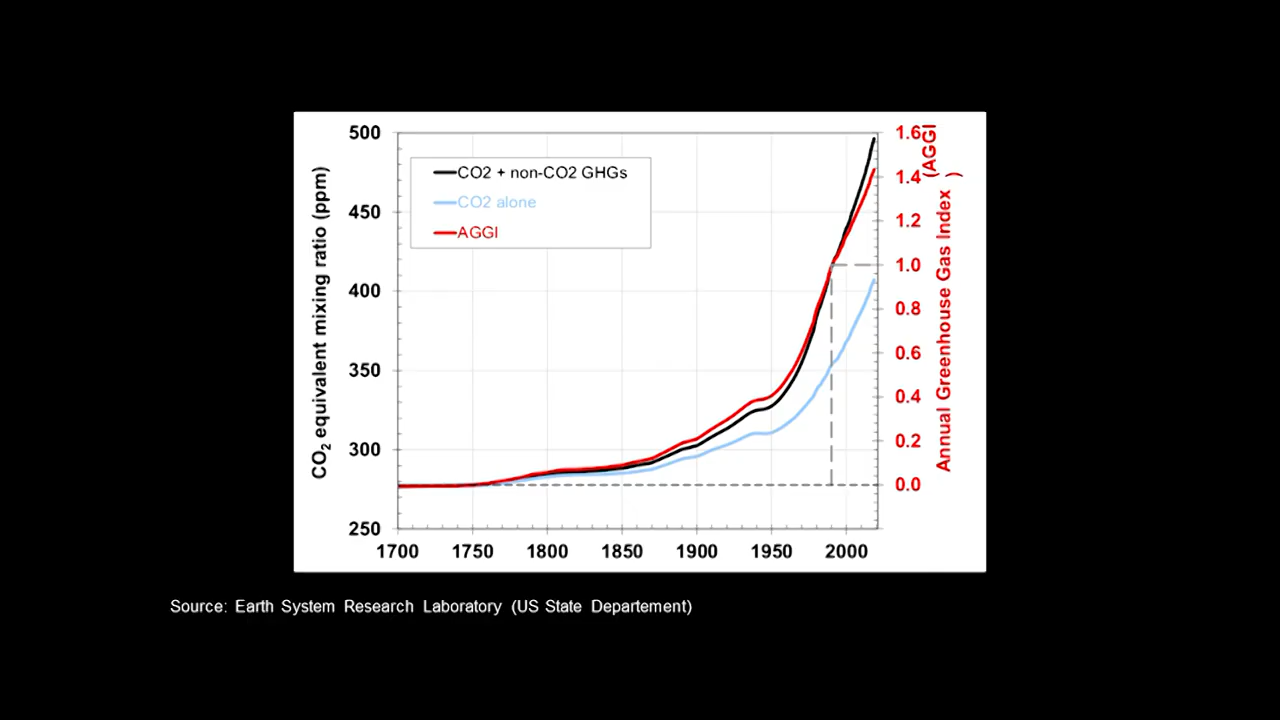 500
450
400
350
300
250
CO2 equivalent mixing ratio (ppm)
CO2 + non-CO2 GHGs
CO2 alone
AGGI
1700 1750 1800 1850 1900 1950 2000
1.6
1.4
1.2
1.0
0.8
0.6
0.4
0.2
0.0
Annual Greenhouse Gas Index (AGGI
)
Source: Earth System Research Laboratory (US State Departement)